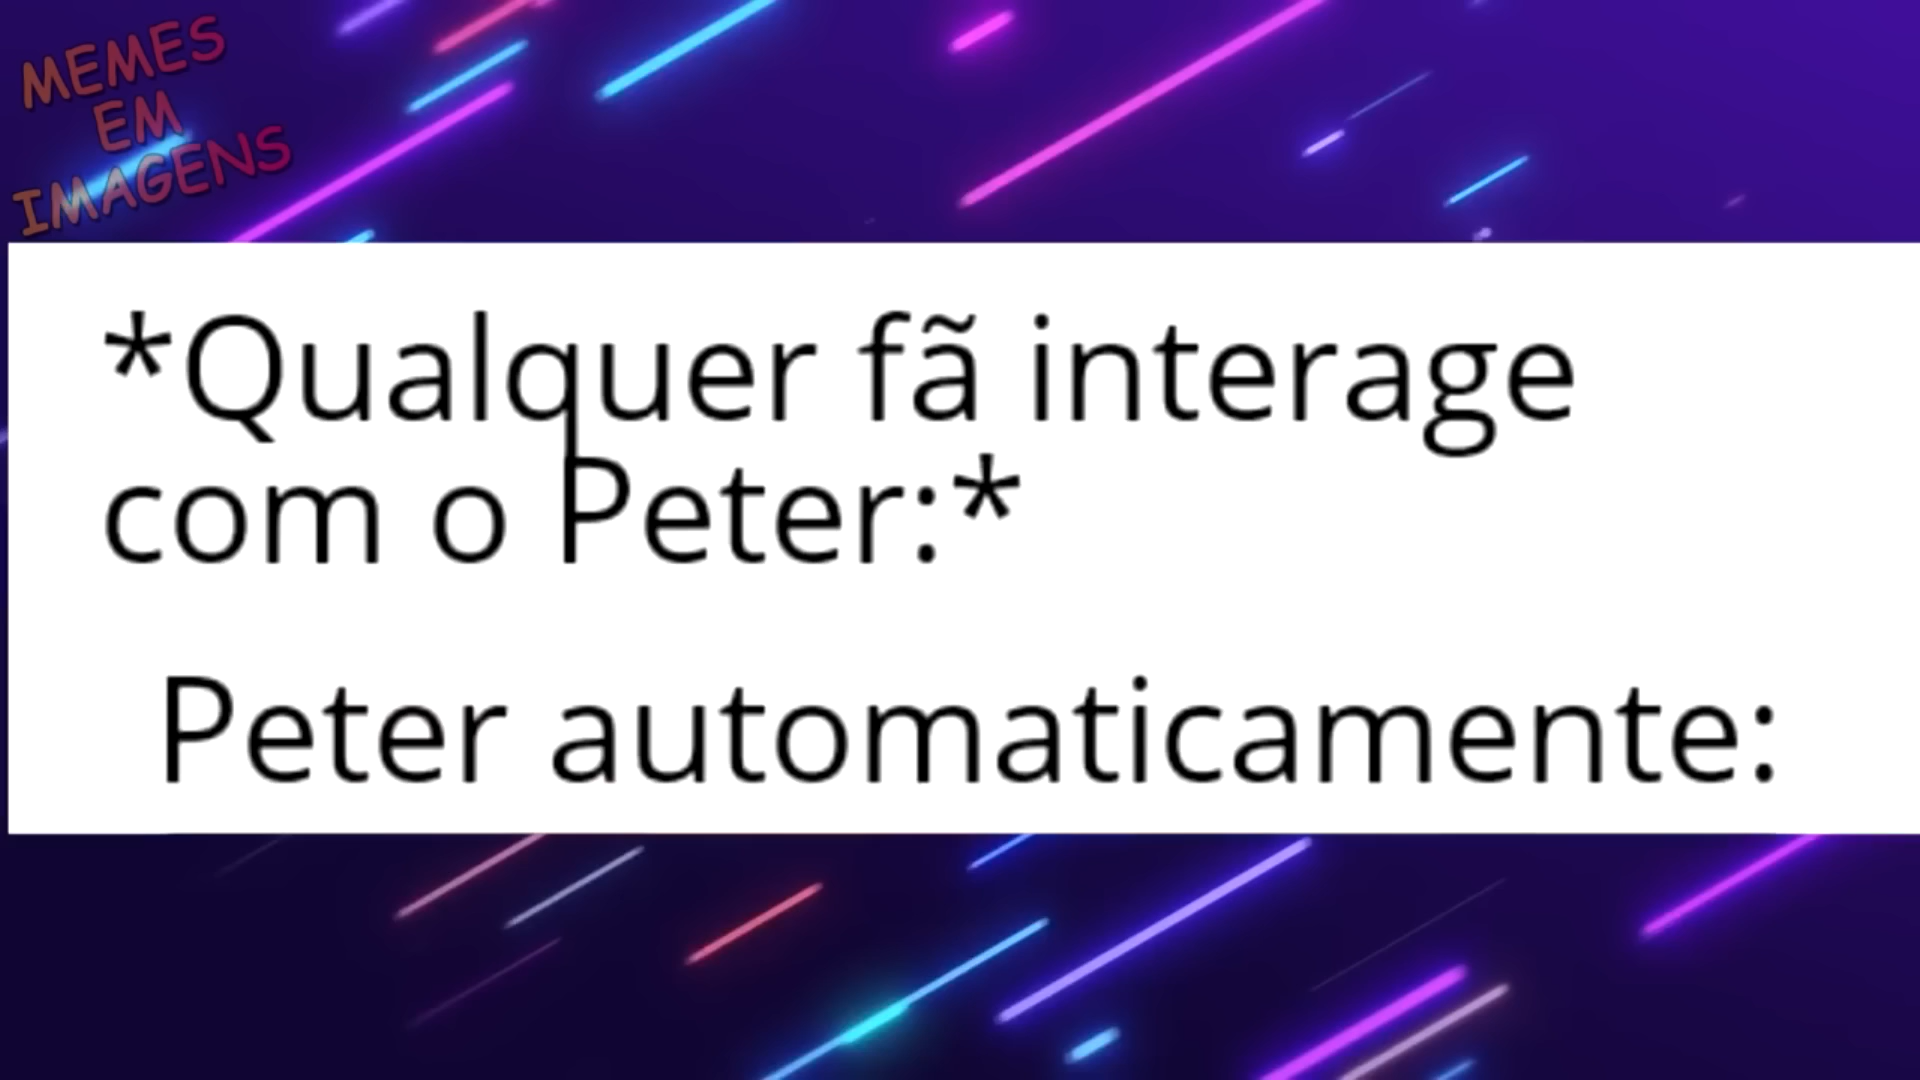 MEMES
EM
IMAGENS
*Qualquer fã interage
com o Peter:*
Peter automaticamente: